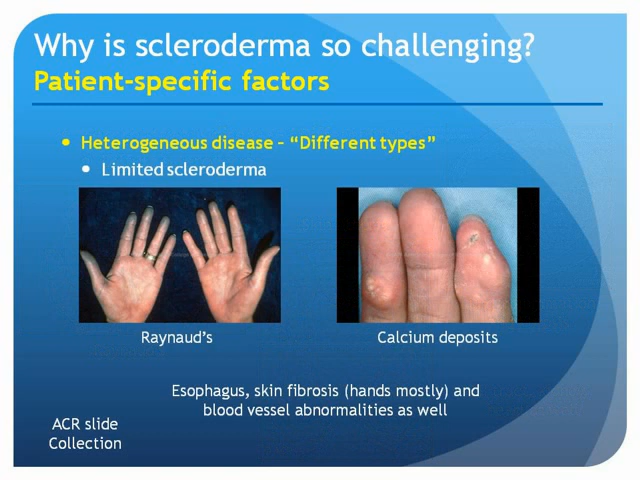 Why is scleroderma so challenging?
Patient-specific factors
Heterogeneous disease – “Different types”
Limited scleroderma
Raynaud’s
Calcium deposits
Esophagus, skin fibrosis (hands mostly) and
blood vessel abnormalities as well
ACR slide
Collection